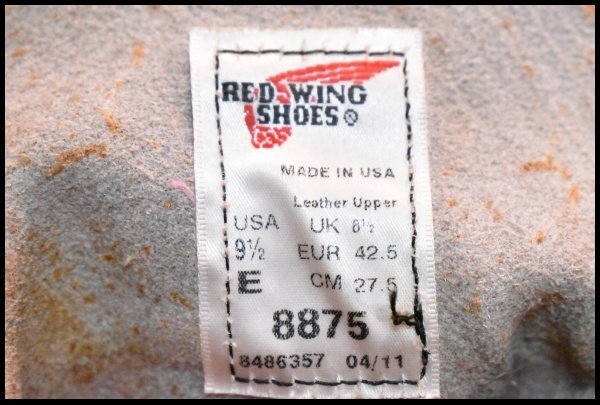 RED WING
SHOES ®
MADE IN USA
Leather Upper
USA UK 8½
9½ EUR 42.5
E CM 27.5
8875
8486357 04/11